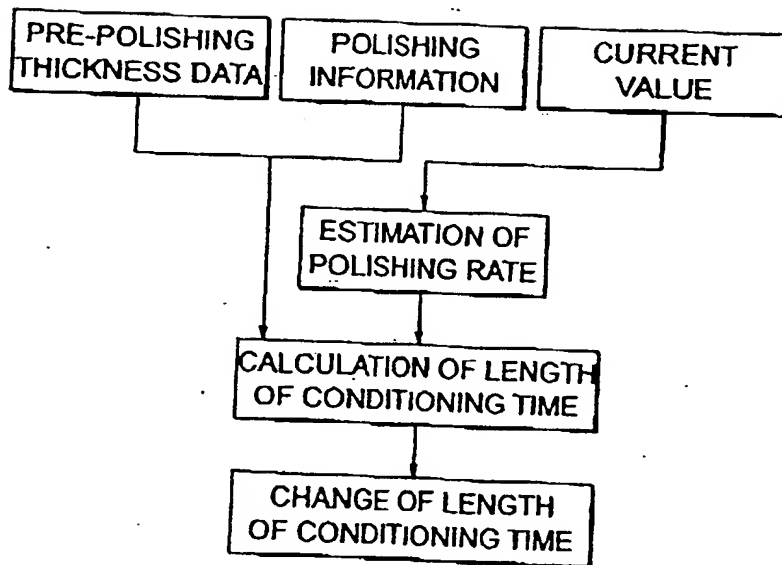 PRE-POLISHING
THICKNESS DATA
POLISHING
INFORMATION
CURRENT
VALUE
ESTIMATION OF
POLISHING RATE
CALCULATION OF LENGTH
OF CONDITIONING TIME
CHANGE OF LENGTH
OF CONDITIONING TIME